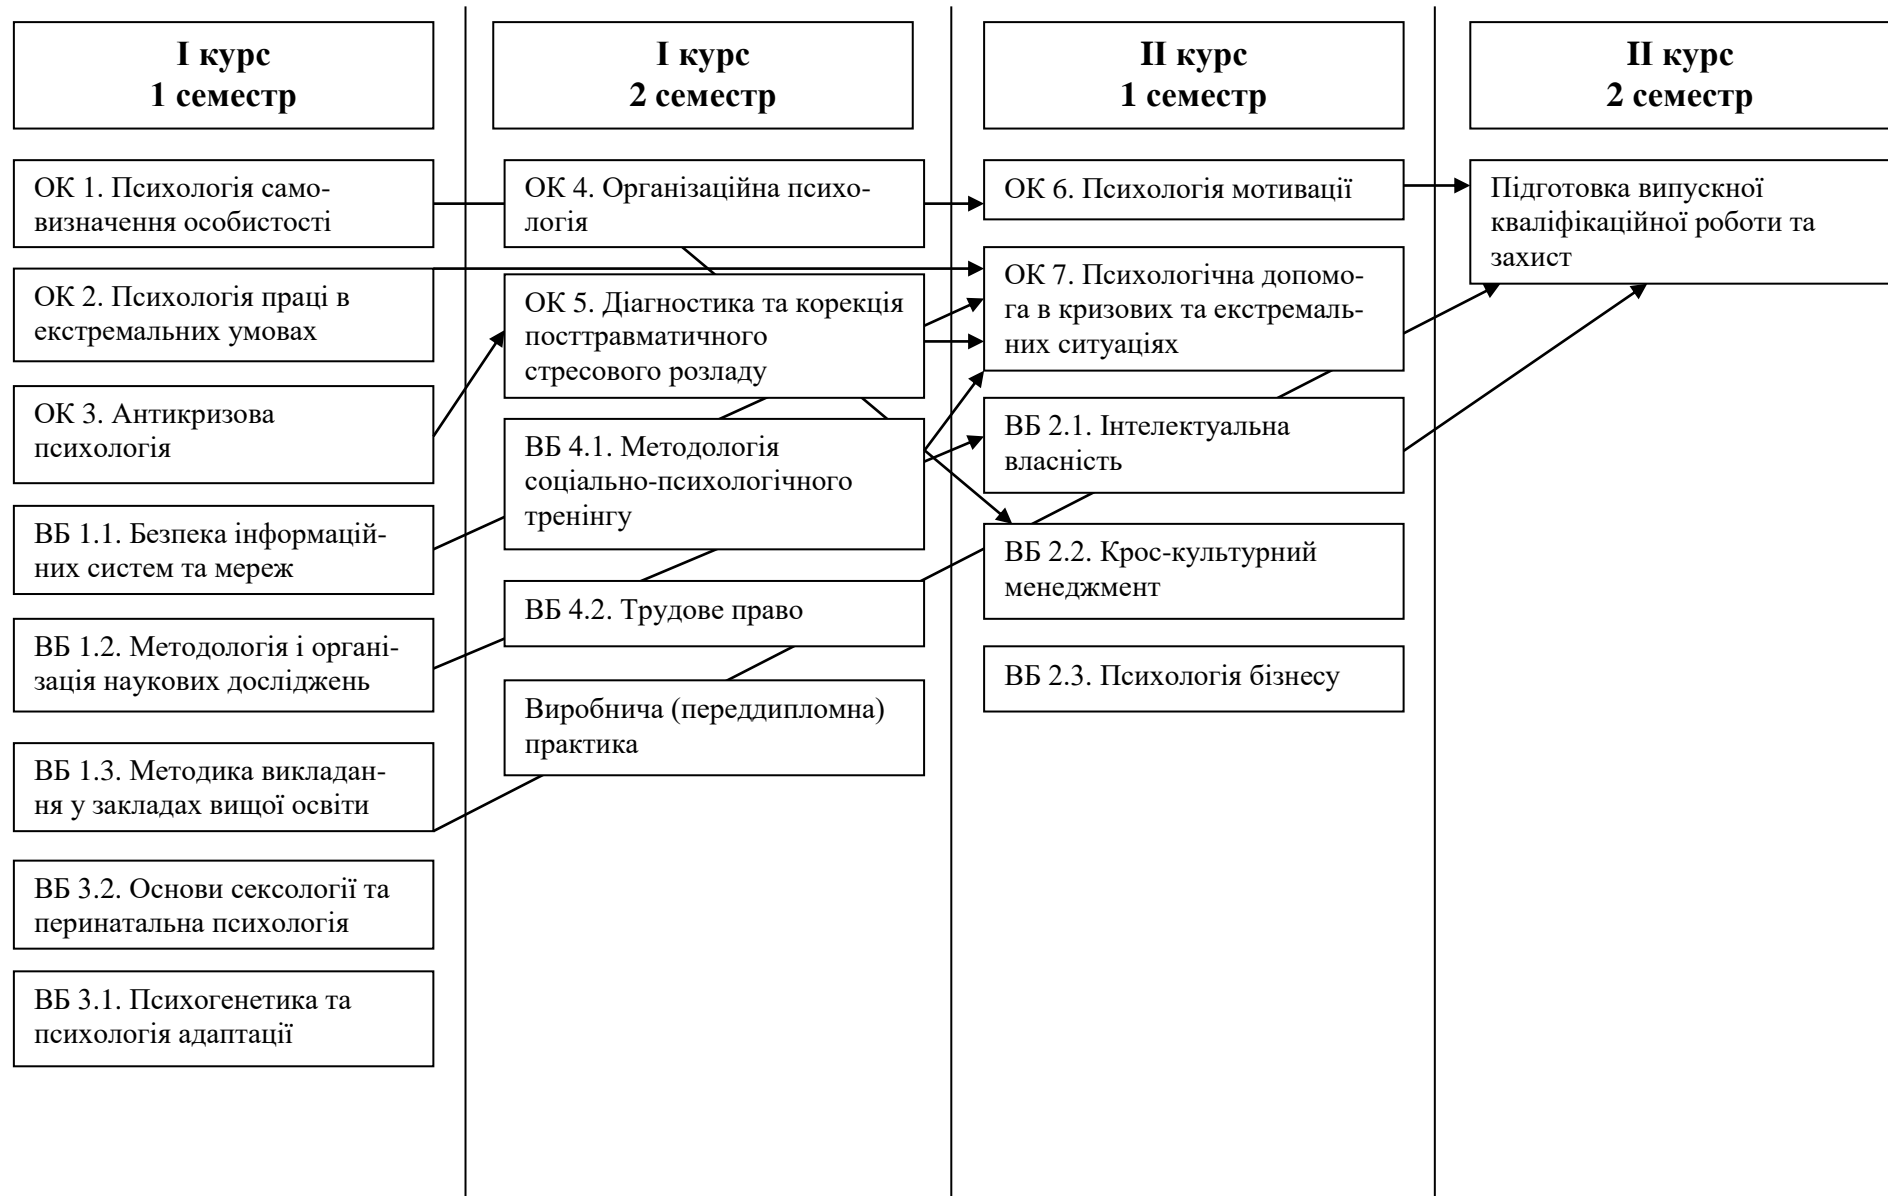 І курс
1 семестр
І курс
2 семестр
ІІ курс
1 семестр
ІІ курс
2 семестр
ОК 1. Психологія само-
визначення особистості
ОК 2. Психологія праці в
екстремальних умовах
ОК 3. Антикризова
психологія
ВБ 1.1. Безпека інформацій-
них систем та мереж
ВБ 1.2. Методологія і органі-
зація наукових досліджень
ВБ 1.3. Методика викладан-
ня у закладах вищої освіти
ВБ 3.2. Основи сексології та
перинатальна психологія
ВБ 3.1. Психогенетика та
психологія адаптації
ОК 4. Організаційна психо-
логія
ОК 5. Діагностика та корекція
посттравматичного
стресового розладу
ВБ 4.1. Методологія
соціально-психологічного
тренінгу
ВБ 4.2. Трудове право
Виробнича (переддипломна)
практика
ОК 6. Психологія мотивації
ОК 7. Психологічна допомо-
га в кризових та екстремаль-
них ситуаціях
ВБ 2.1. Інтелектуальна
власність
ВБ 2.2. Крос-культурний
менеджмент
ВБ 2.3. Психологія бізнесу
Підготовка випускної
кваліфікаційної роботи та
захист